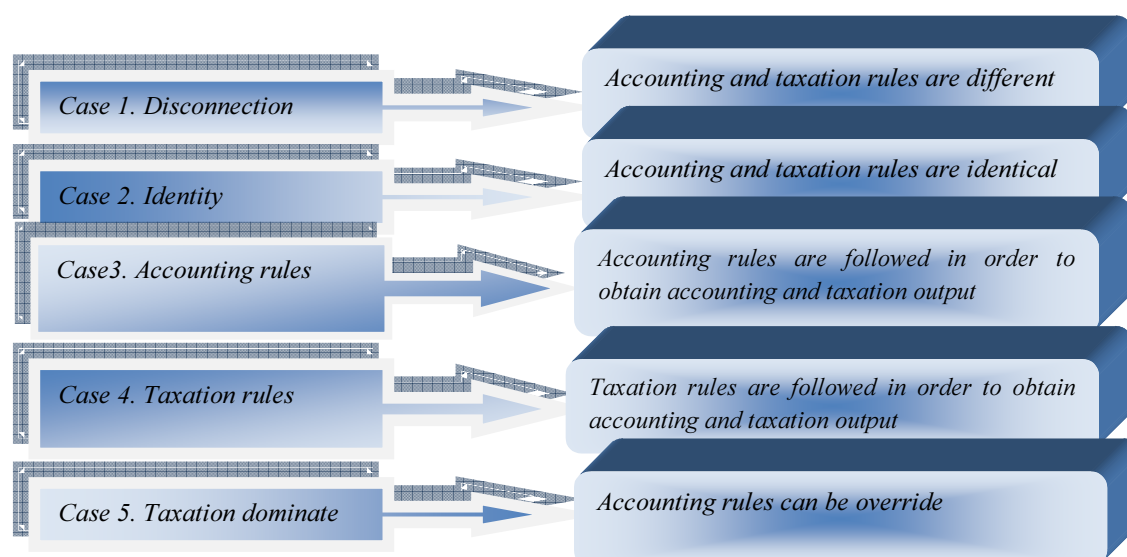 Case 1. Disconnection
Accounting and taxation rules are different
Case 2. Identity
Accounting and taxation rules are identical
Case3. Accounting rules
Accounting rules are followed in order to
obtain accounting and taxation output
Case 4. Taxation rules
Taxation rules are followed in order to obtain
accounting and taxation output
Case 5. Taxation dominate
Accounting rules can be override